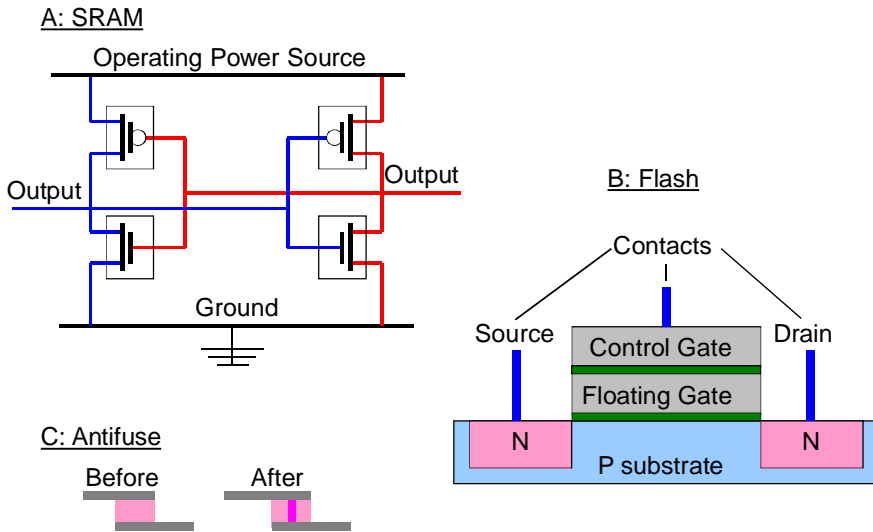 A: SRAM
Operating Power Source
Output
Output
Ground
B: Flash
Contacts
Source
Drain
Control Gate
Floating Gate
N
N
P substrate
C: Antifuse
Before
After